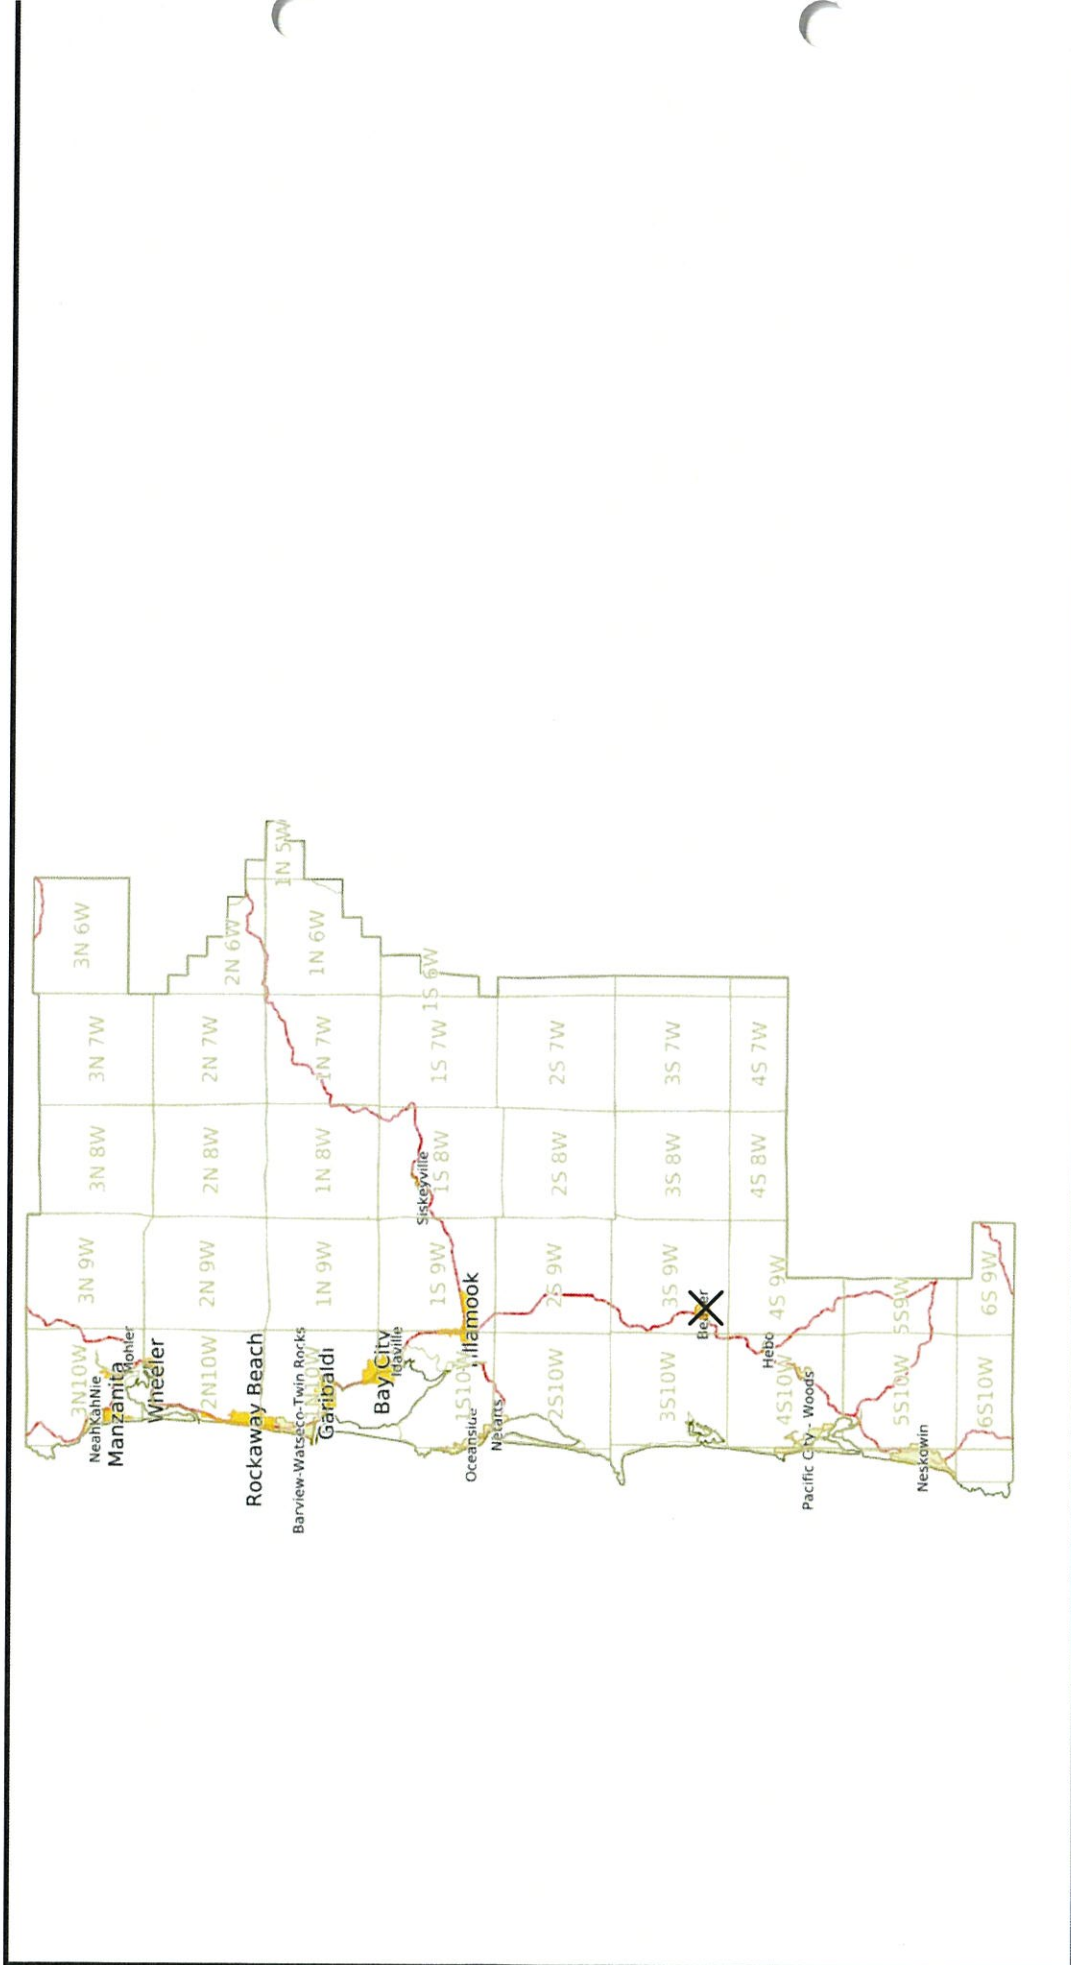 3N 6W
3N 7W
3N 8W
3N 9W
3N10W
NeahKahNie
Manzanita
Mohler
Wheeler
2N 6W
2N 7W
2N 8W
2N 9W
2N10W
Rockaway Beach
1N 5W
1N 6W
1N 7W
1N 8W
1N 9W
Barview-Watseco-Twin Rocks
Garibaldi
Bay City
Idaville
1S 6W
1S 7W
1S 8W
Siskeyville
1S 9W
1S10W
Tillamook
Oceanside
Netarts
2S 7W
2S 8W
2S 9W
2S10W
3S 7W
3S 8W
3S 9W
3S10W
4S 7W
4S 8W
4S 9W
Hebo
4S10W
Pacific City - Woods
5S9W
5S10W
Neskowin
6S 9W
6S10W